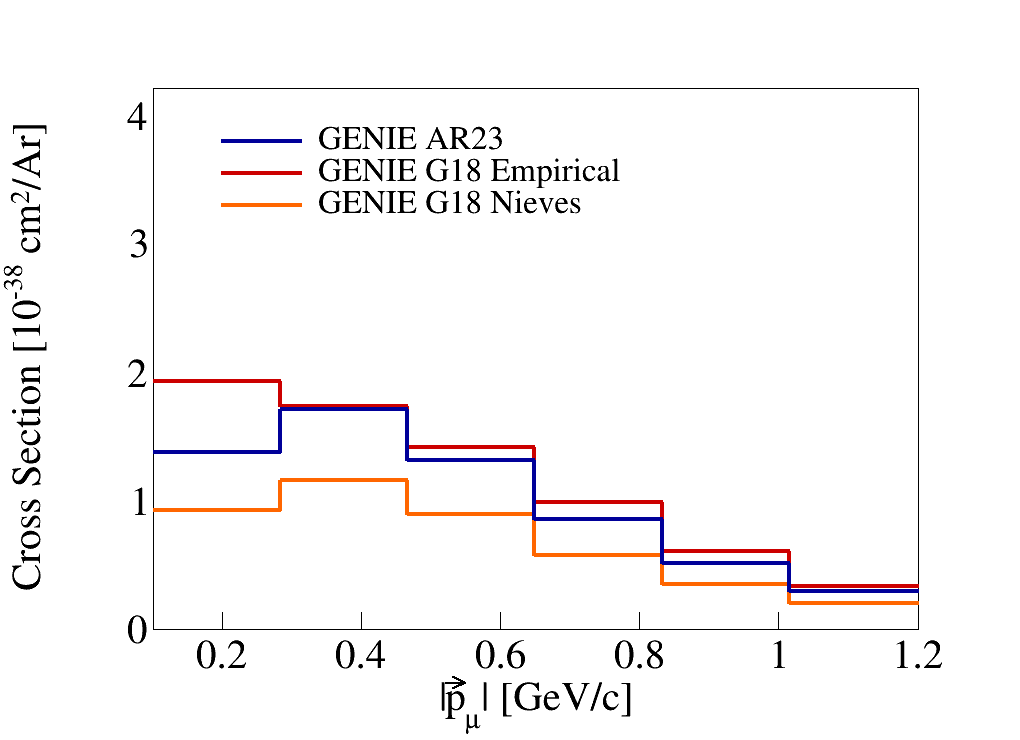 Cross Section [10⁻³⁸ cm²/Ar]
4
3
2
1
0
GENIE AR23
GENIE G18 Empirical
GENIE G18 Nieves
0.2 0.4 0.6 0.8 1 1.2
|p⃗_μ| [GeV/c]